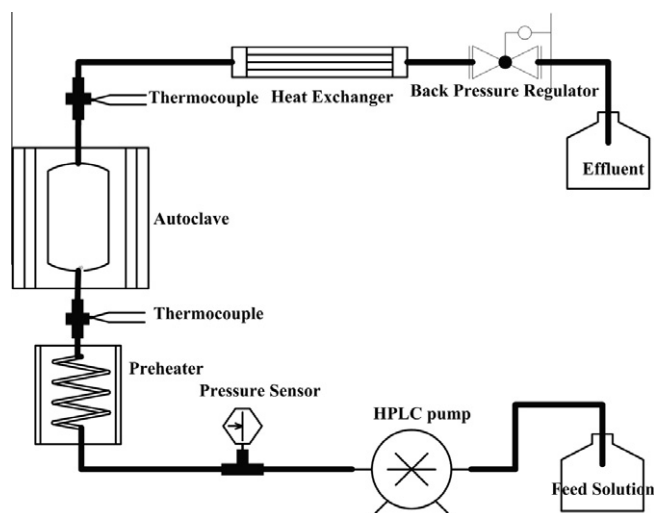 Thermocouple
Heat Exchanger
Back Pressure Regulator
Effluent
Autoclave
Thermocouple
Preheater
Pressure Sensor
HPLC pump
Feed Solution